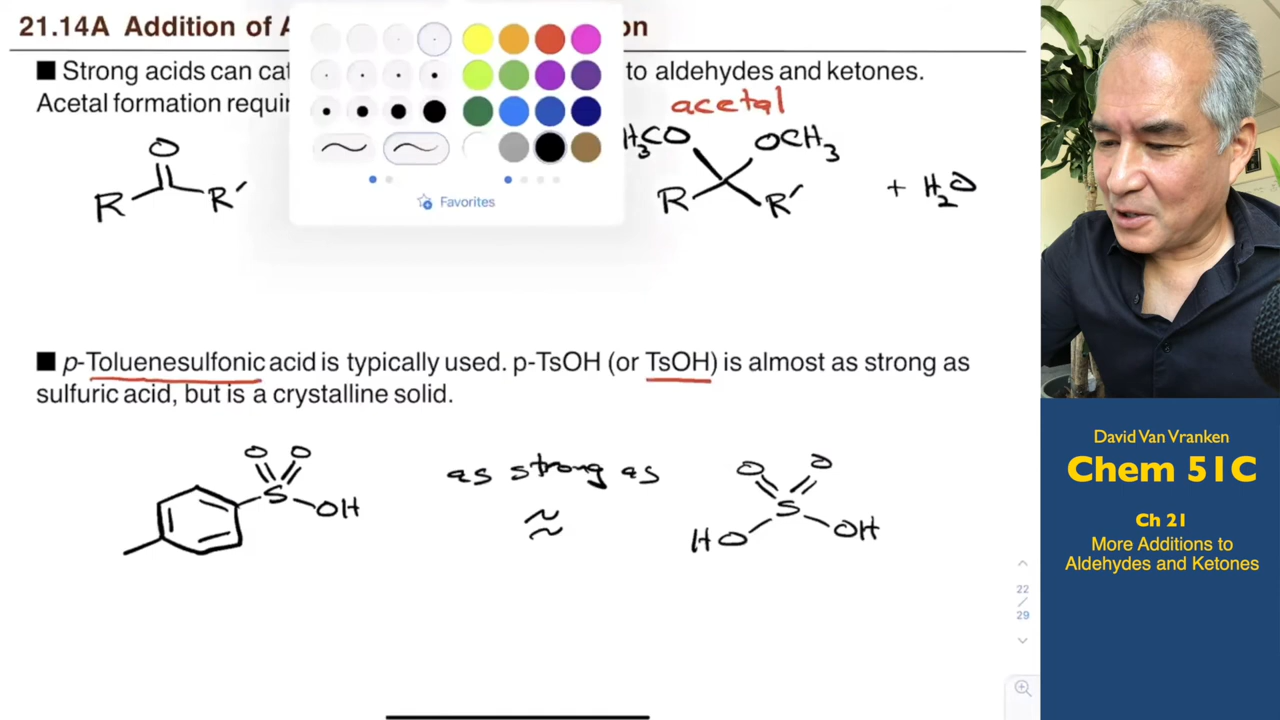 21.14A Addition of A
on
■ Strong acids can cat
to aldehydes and ketones.
Acetal formation requir
acetal
O
R R′
H₃CO OCH₃
R R′
+ H₂O
Favorites
■ p-Toluenesulfonic acid is typically used. p-TsOH (or TsOH) is almost as strong as
sulfuric acid, but is a crystalline solid.
O O
S
OH
as strong as
≈
O O
S
HO OH
22
/
29
David Van Vranken
Chem 51C
Ch 21
More Additions to
Aldehydes and Ketones